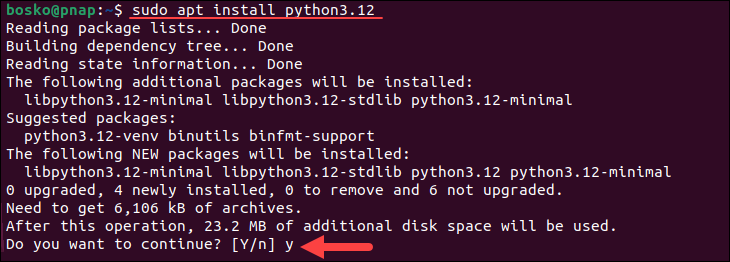 bosko@pnap:~$ sudo apt install python3.12
Reading package lists... Done
Building dependency tree... Done
Reading state information... Done
The following additional packages will be installed:
  libpython3.12-minimal libpython3.12-stdlib python3.12-minimal
Suggested packages:
  python3.12-venv binutils binfmt-support
The following NEW packages will be installed:
  libpython3.12-minimal libpython3.12-stdlib python3.12 python3.12-minimal
0 upgraded, 4 newly installed, 0 to remove and 6 not upgraded.
Need to get 6,106 kB of archives.
After this operation, 23.2 MB of additional disk space will be used.
Do you want to continue? [Y/n] y